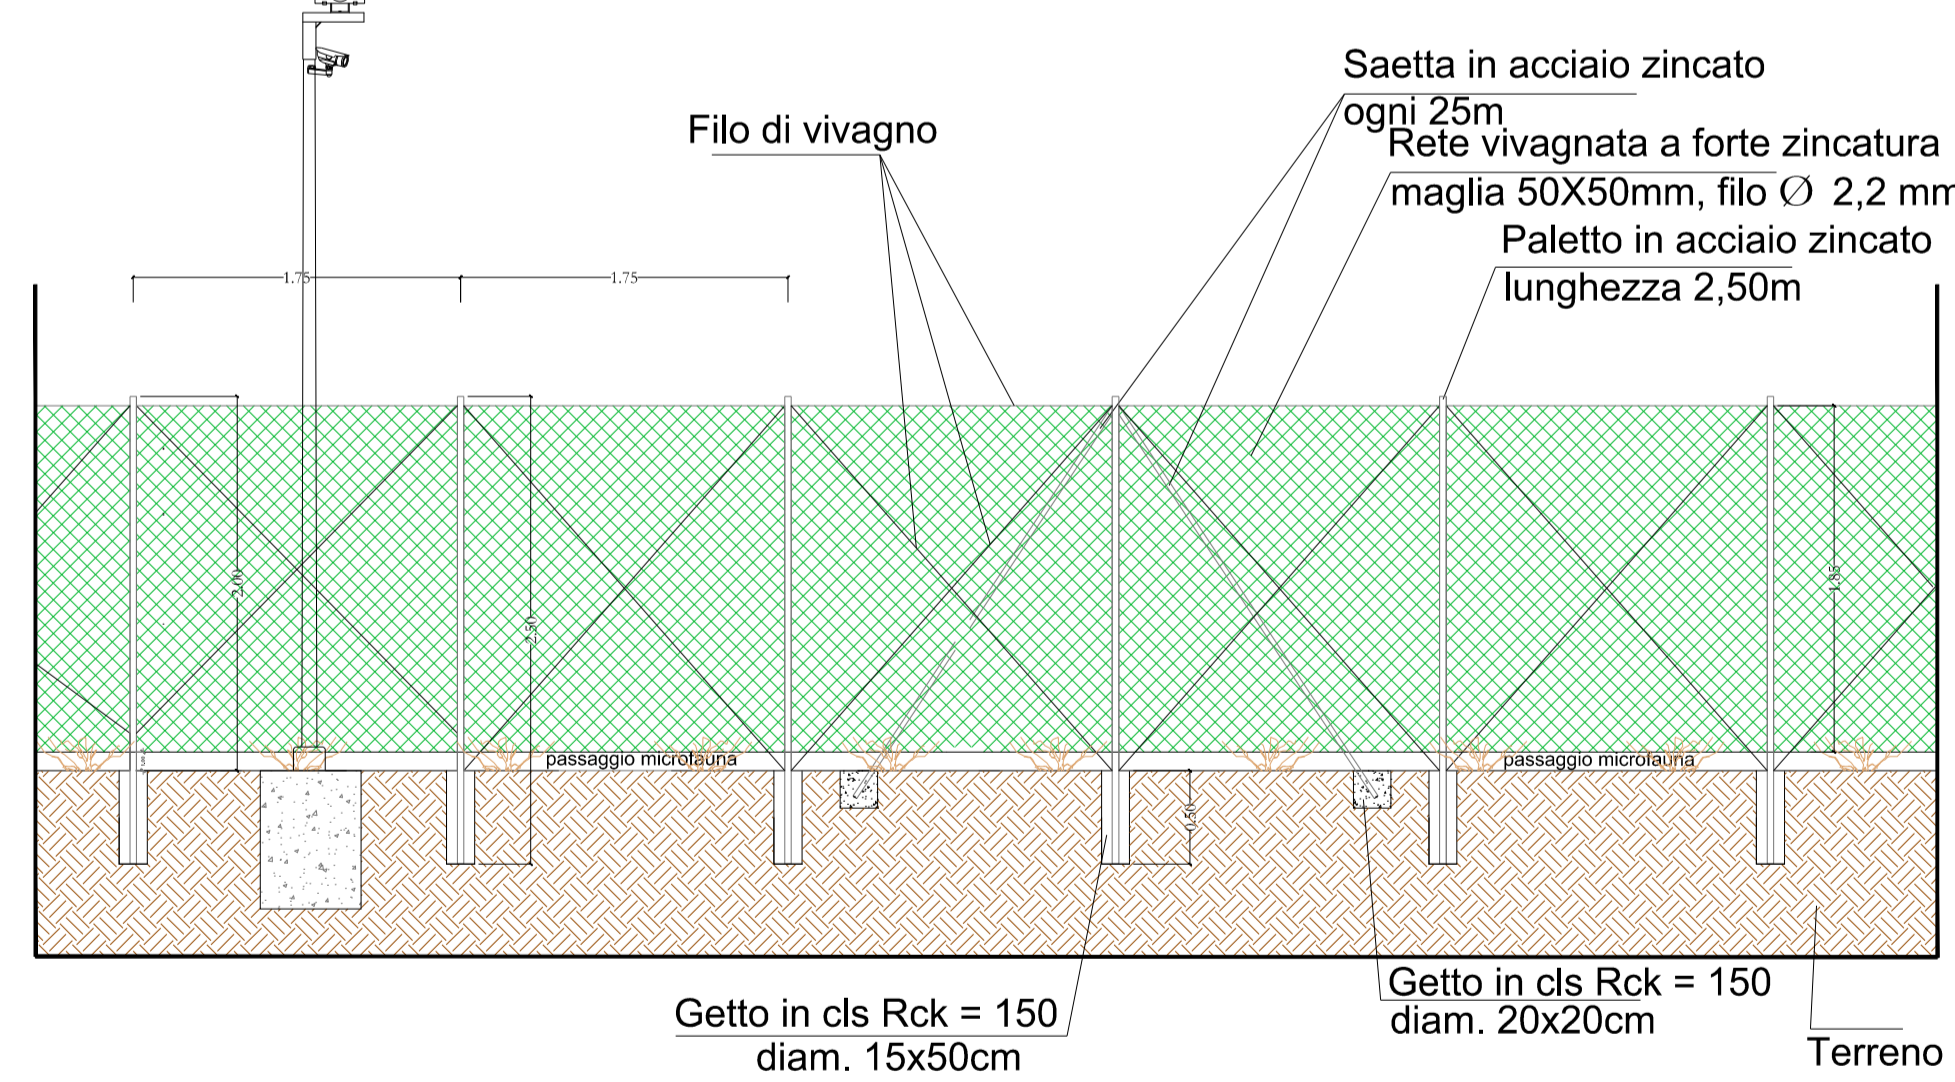 Saetta in acciaio zincato
ogni 25m
Filo di vivagno
Rete vivagnata a forte zincatura
maglia 50X50mm, filo Ø 2,2 mm
Paletto in acciaio zincato
lunghezza 2,50m
1.75
1.75
2.00
2.50
1.85
passaggio microfauna
passaggio microfauna
0.50
Getto in cls Rck = 150
diam. 15x50cm
Getto in cls Rck = 150
diam. 20x20cm
Terreno